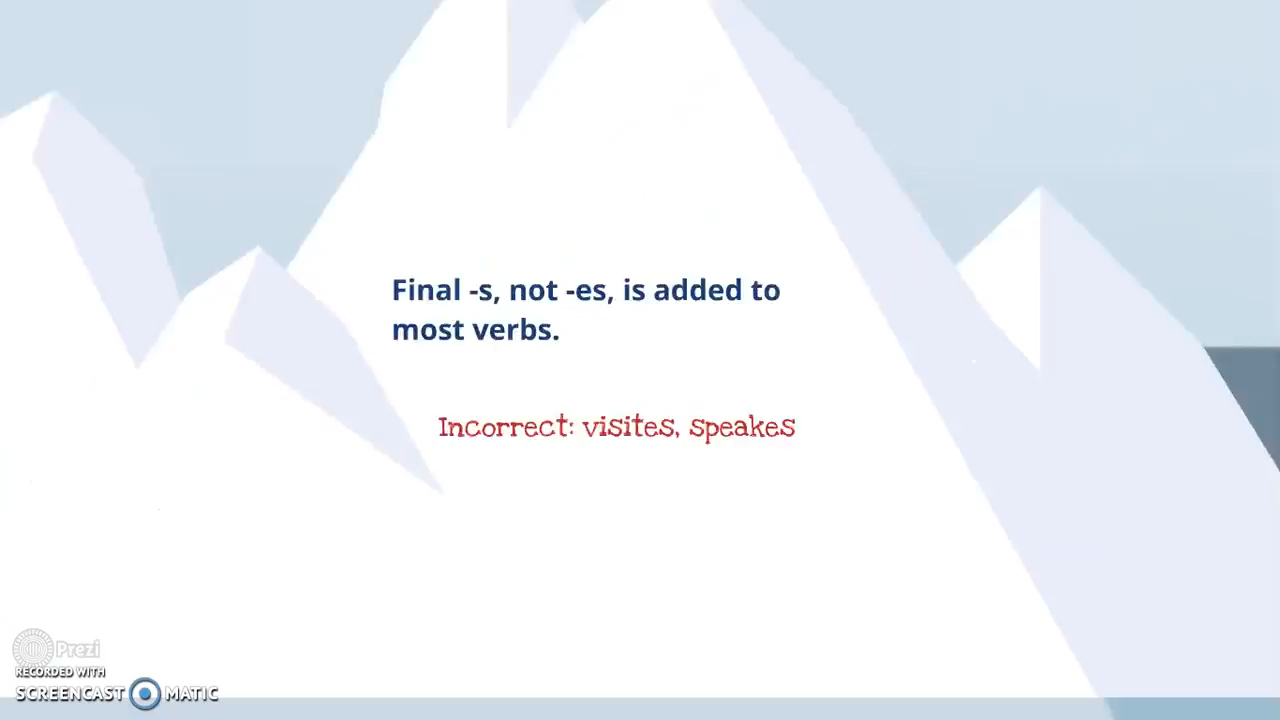 Final -s, not -es, is added to
most verbs.
Incorrect: visites, speakes
Prezi
RECORDED WITH
SCREENCAST MATIC